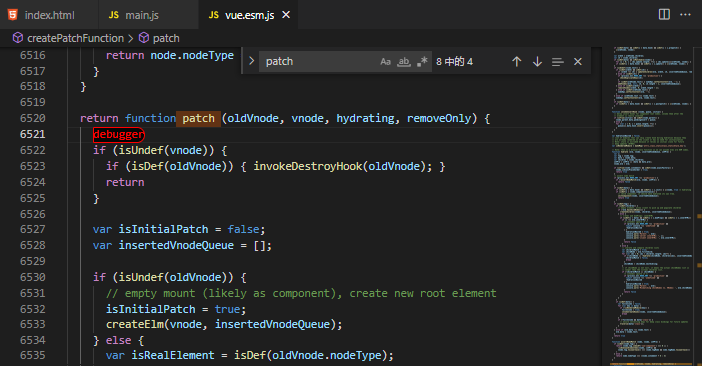 index.html JS main.js JS vue.esm.js
createPatchFunction > patch
6516 return node.nodeType
6517 }
6518 }
6519
6520 return function patch (oldVnode, vnode, hydrating, removeOnly) {
6521 debugger
6522 if (isUndef(vnode)) {
6523 if (isDef(oldVnode)) { invokeDestroyHook(oldVnode); }
6524 return
6525 }
6526
6527 var isInitialPatch = false;
6528 var insertedVnodeQueue = [];
6529
6530 if (isUndef(oldVnode)) {
6531 // empty mount (likely as component), create new root element
6532 isInitialPatch = true;
6533 createElm(vnode, insertedVnodeQueue);
6534 } else {
6535 var isRealElement = isDef(oldVnode.nodeType);
patch Aa ab .* 8 中的 4